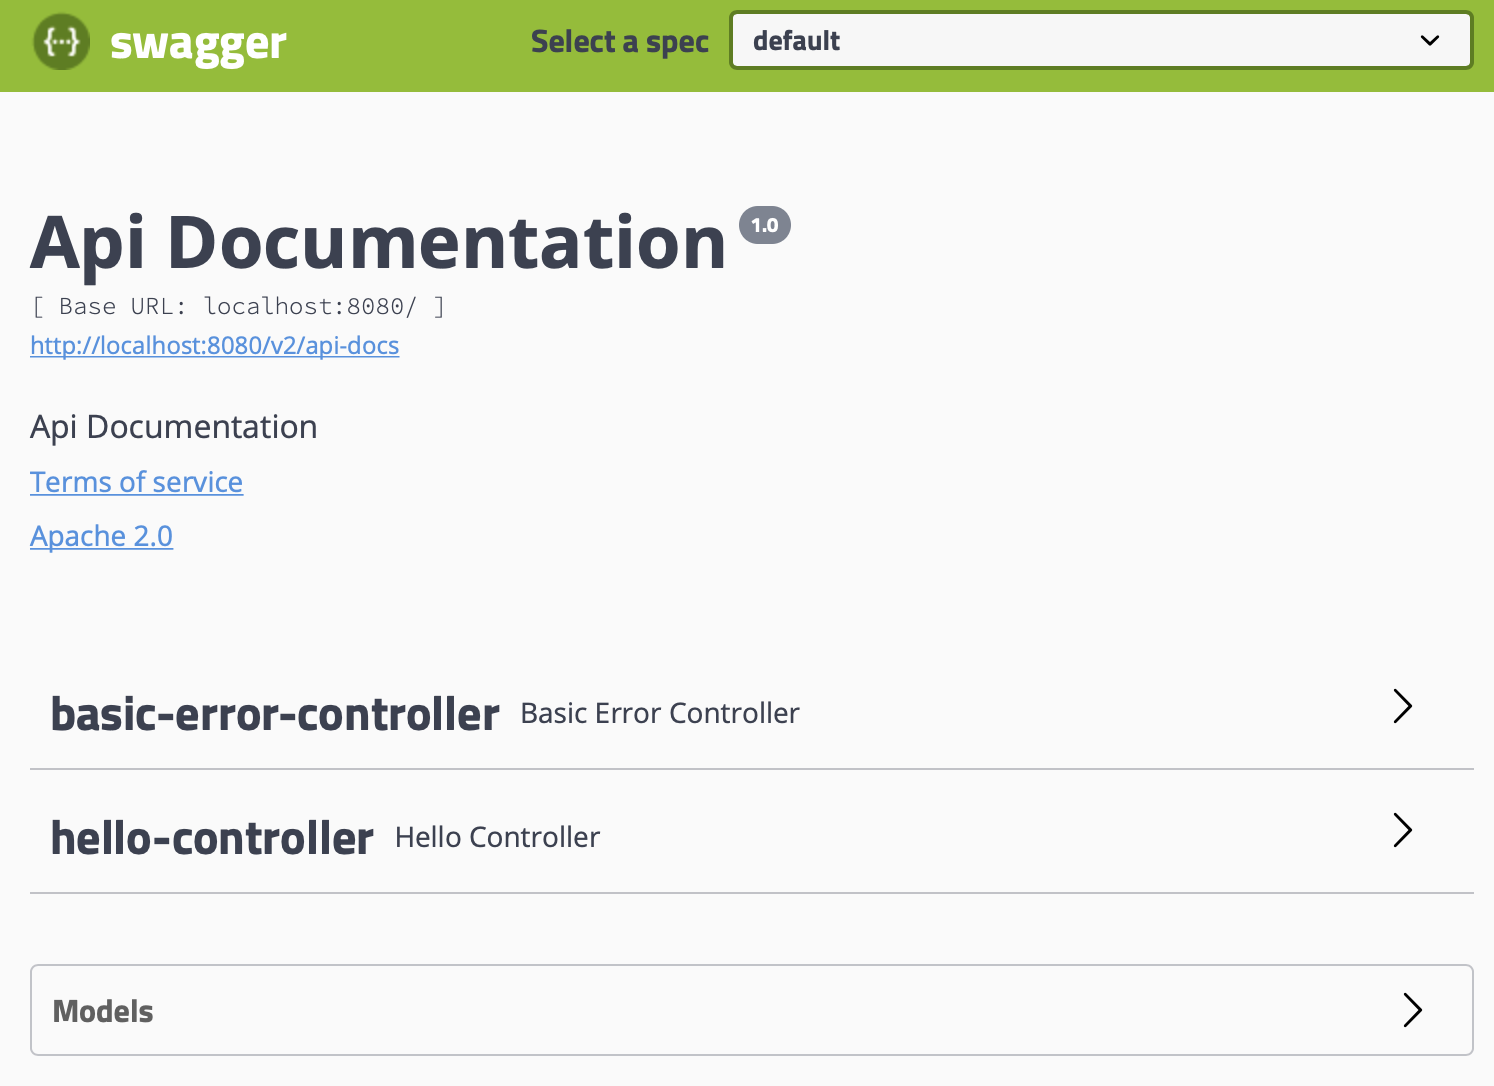 {···} swagger
Select a spec default
Api Documentation 1.0
[ Base URL: localhost:8080/ ]
http://localhost:8080/v2/api-docs
Api Documentation
Terms of service
Apache 2.0
basic-error-controller Basic Error Controller
hello-controller Hello Controller
Models